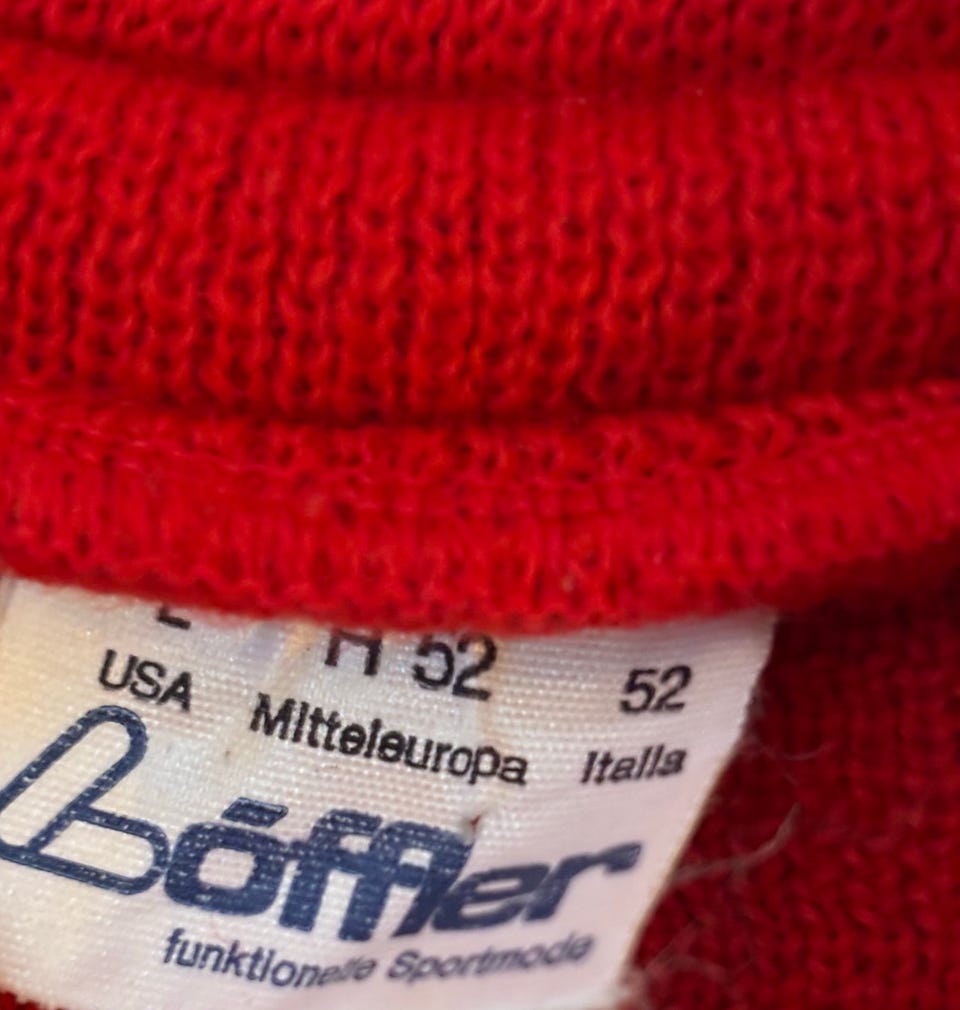 L H 52 52
USA Mitteleuropa Italia
Löffler
funktionelle Sportmode